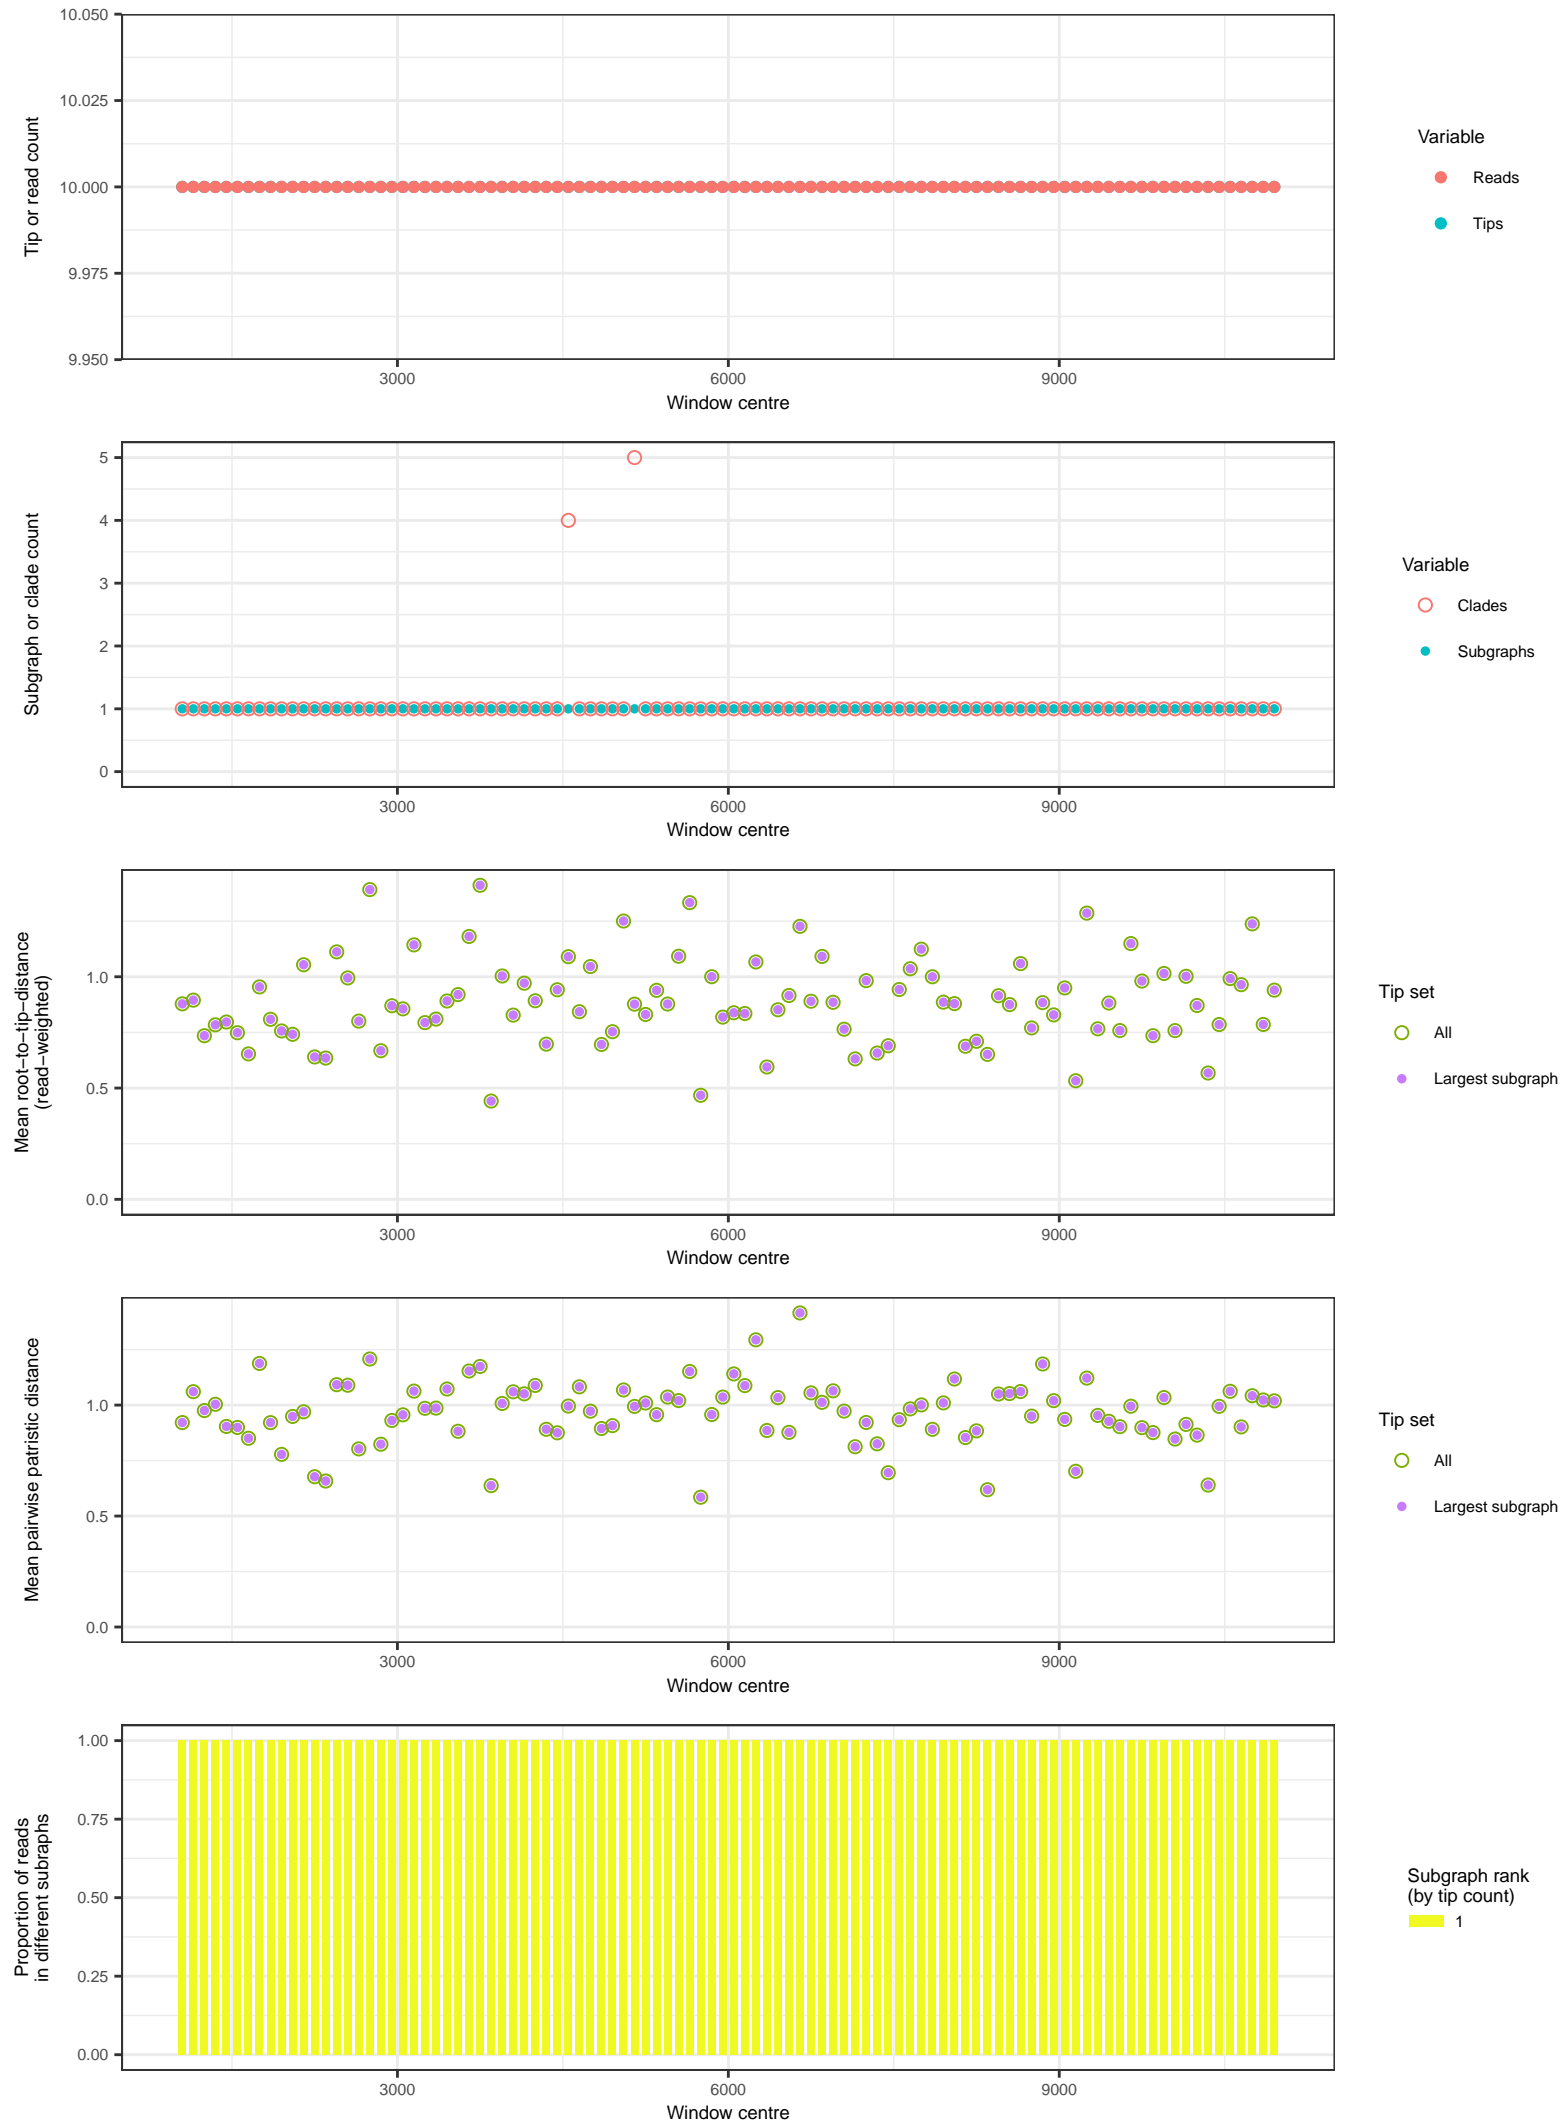 10.050
10.025
10.000
9.975
9.950
Tip or read count
3000 6000 9000
Window centre
Variable
Reads
Tips
5
4
3
2
1
0
Subgraph or clade count
3000 6000 9000
Window centre
Variable
Clades
Subgraphs
1.0
0.5
0.0
Mean root−to−tip−distance
(read−weighted)
3000 6000 9000
Window centre
Tip set
All
Largest subgraph
1.0
0.5
0.0
Mean pairwise patristic distance
3000 6000 9000
Window centre
Tip set
All
Largest subgraph
1.00
0.75
0.50
0.25
0.00
Proportion of reads
in different subraphs
3000 6000 9000
Window centre
Subgraph rank
(by tip count)
1